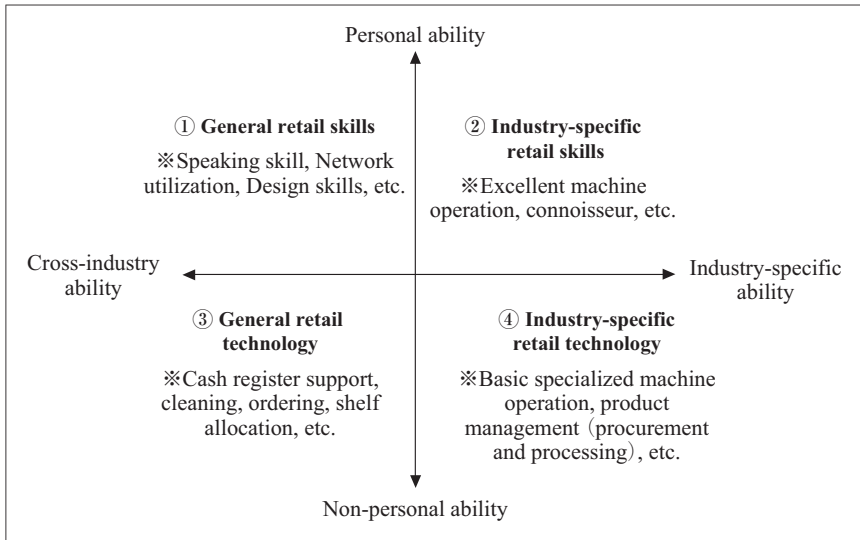 Personal ability
① General retail skills
※Speaking skill, Network
utilization, Design skills, etc.
② Industry-specific
retail skills
※Excellent machine
operation, connoisseur, etc.
Cross-industry
ability
Industry-specific
ability
③ General retail
technology
※Cash register support,
cleaning, ordering, shelf
allocation, etc.
④ Industry-specific
retail technology
※Basic specialized machine
operation, product
management（procurement
and processing）, etc.
Non-personal ability